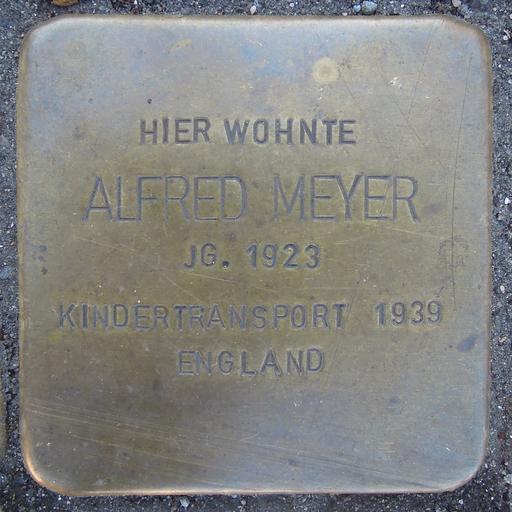 HIER WOHNTE
ALFRED MEYER
JG. 1923
KINDERTRANSPORT 1939
ENGLAND